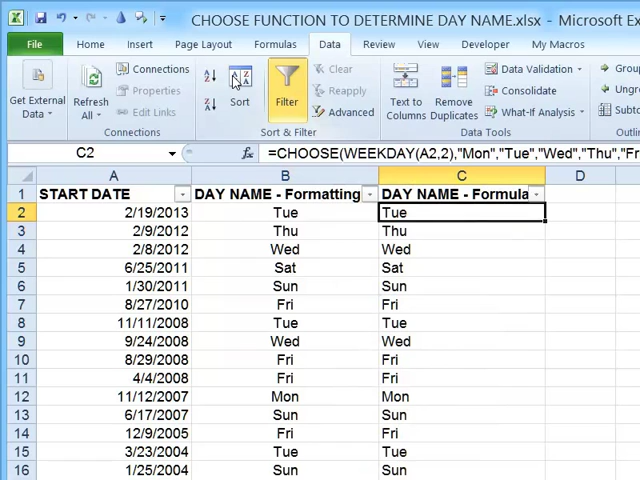 CHOOSE FUNCTION TO DETERMINE DAY NAME.xlsx - Microsoft Ex
File Home Insert Page Layout Formulas Data Review View Developer My Macros
Get External Data
Refresh All
Connections
Properties
Edit Links
Connections
Sort
Filter
Clear
Reapply
Advanced
Sort & Filter
Text to Columns
Remove Duplicates
Data Validation
Consolidate
What-If Analysis
Data Tools
Group
Ungro
Subto
Outlin
C2 fx =CHOOSE(WEEKDAY(A2,2),"Mon","Tue","Wed","Thu","Fr
A B C D
1 START DATE DAY NAME - Formatting DAY NAME - Formula
2 2/19/2013 Tue Tue
3 2/9/2012 Thu Thu
4 2/8/2012 Wed Wed
5 6/25/2011 Sat Sat
6 1/30/2011 Sun Sun
7 8/27/2010 Fri Fri
8 11/11/2008 Tue Tue
9 9/24/2008 Wed Wed
10 8/29/2008 Fri Fri
11 4/4/2008 Fri Fri
12 11/12/2007 Mon Mon
13 6/17/2007 Sun Sun
14 12/9/2005 Fri Fri
15 3/23/2004 Tue Tue
16 1/25/2004 Sun Sun